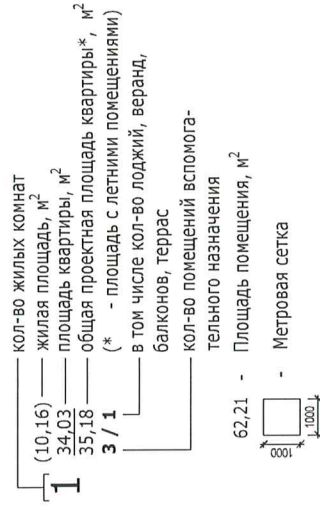 кол-во жилых комнат
1 (10,16) жилая площадь, м²
34,03 площадь квартиры, м²
35,18 общая проектная площадь квартиры*, м²
(* - площадь с летними помещениями)
3 / 1 в том числе кол-во лоджий, веранд,
балконов, террас
кол-во помещений вспомога-
тельного назначения
62,21 - Площадь помещения, м²
1000 1000 - Метровая сетка